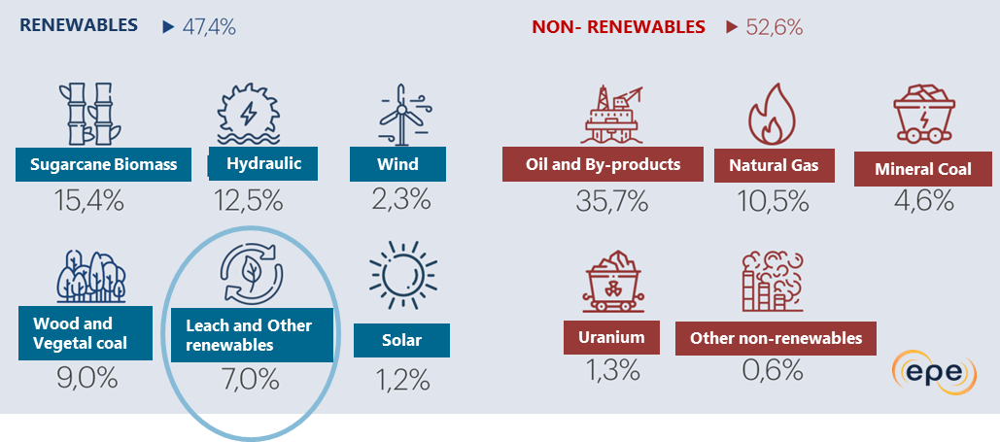 RENEWABLES ▶ 47,4%
NON- RENEWABLES ▶ 52,6%
Sugarcane Biomass
15,4%
Hydraulic
12,5%
Wind
2,3%
Oil and By-products
35,7%
Natural Gas
10,5%
Mineral Coal
4,6%
Wood and
Vegetal coal
9,0%
Leach and Other
renewables
7,0%
Solar
1,2%
Uranium
1,3%
Other non-renewables
0,6%
epe